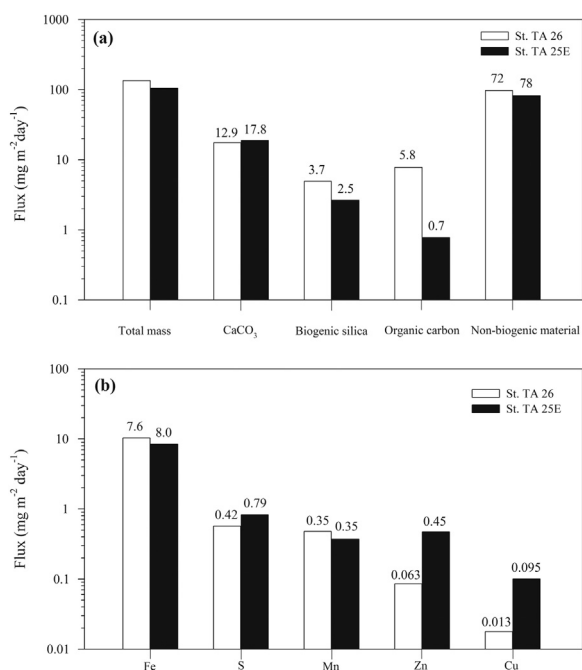 (a)
St. TA 26
St. TA 25E
Flux (mg m⁻²day⁻¹)
1000
100
10
1
0.1
12.9 17.8
3.7 2.5
5.8 0.7
72 78
Total mass CaCO₃ Biogenic silica Organic carbon Non-biogenic material
(b)
St. TA 26
St. TA 25E
Flux (mg m⁻² day⁻¹)
100
10
1
0.1
0.01
7.6 8.0
0.42 0.79
0.35 0.35
0.063 0.45
0.013 0.095
Fe S Mn Zn Cu